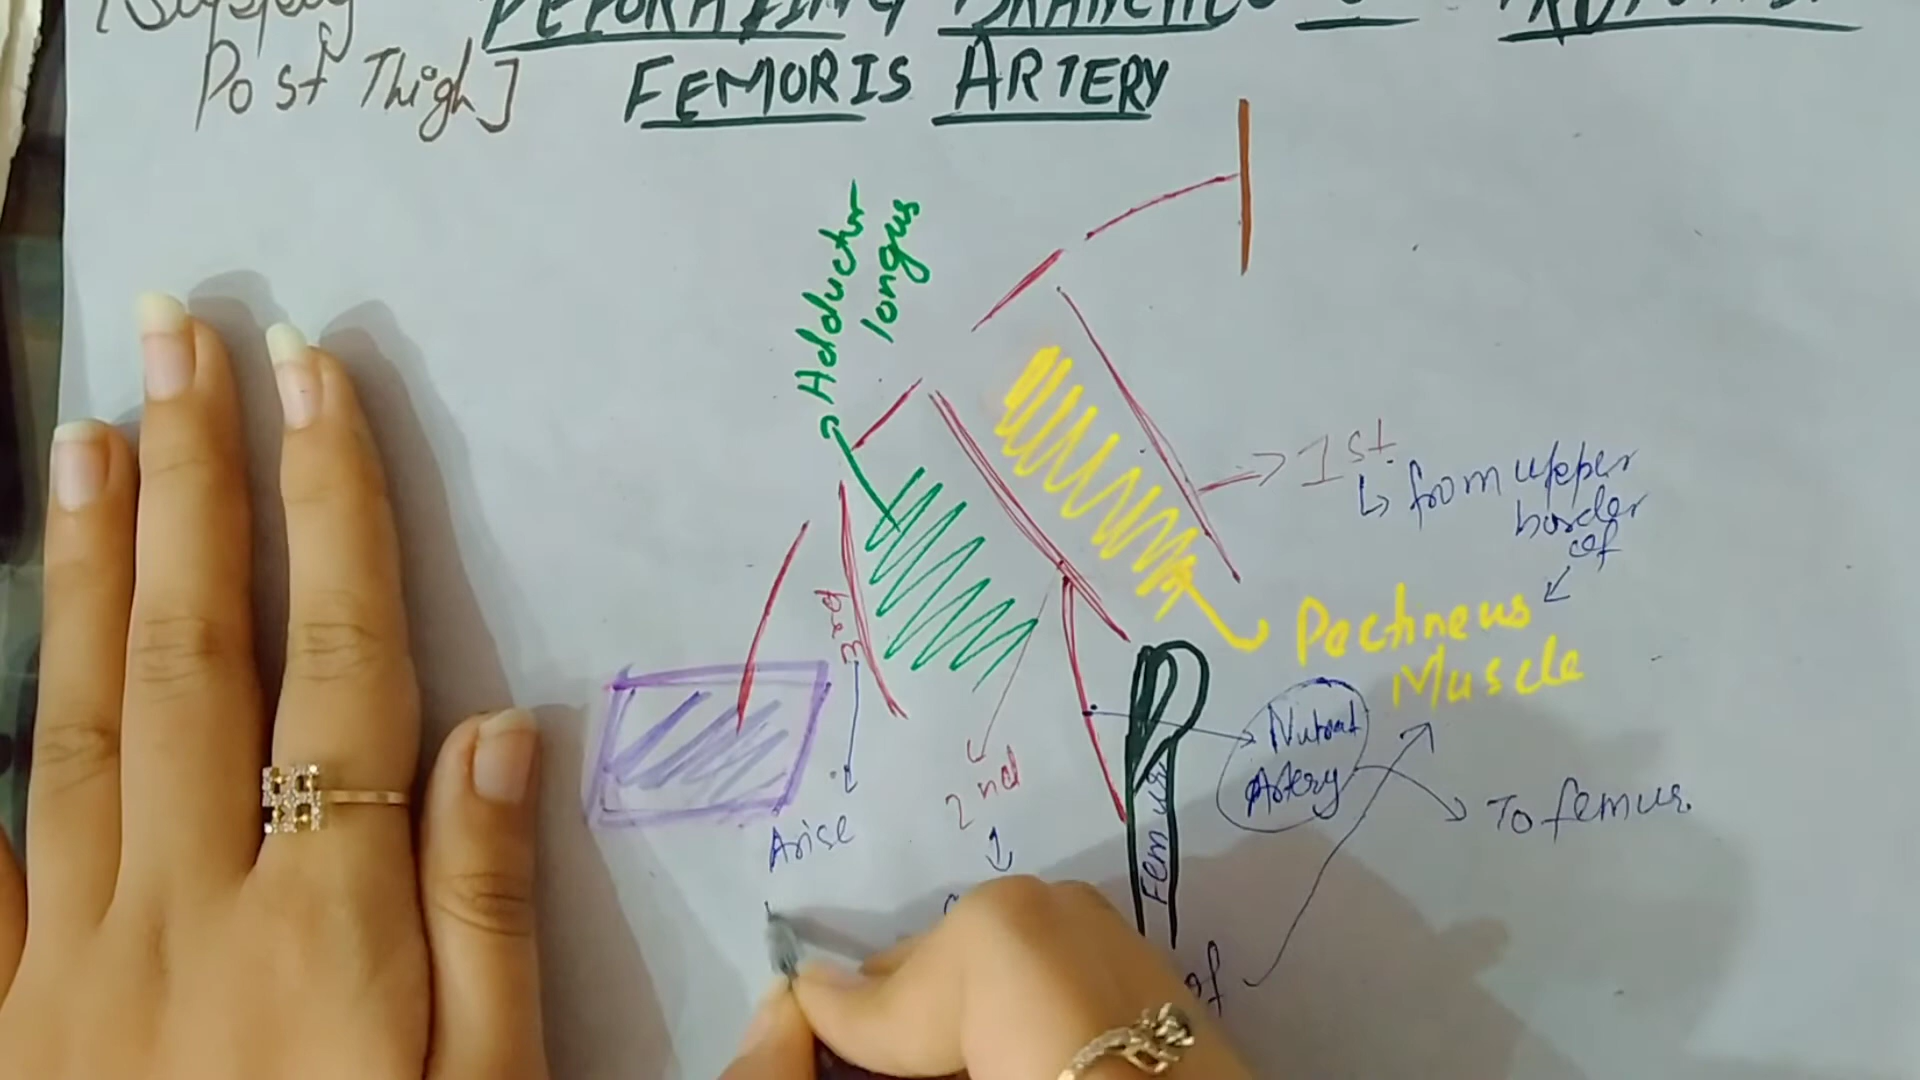 Post Thigh]
FEMORIS ARTERY
Adductor
longus
1st
from upper
border
of
Pectineus
Muscle
3rd
Nutrient
Artery
To femur
2nd
Femur
Arise
of